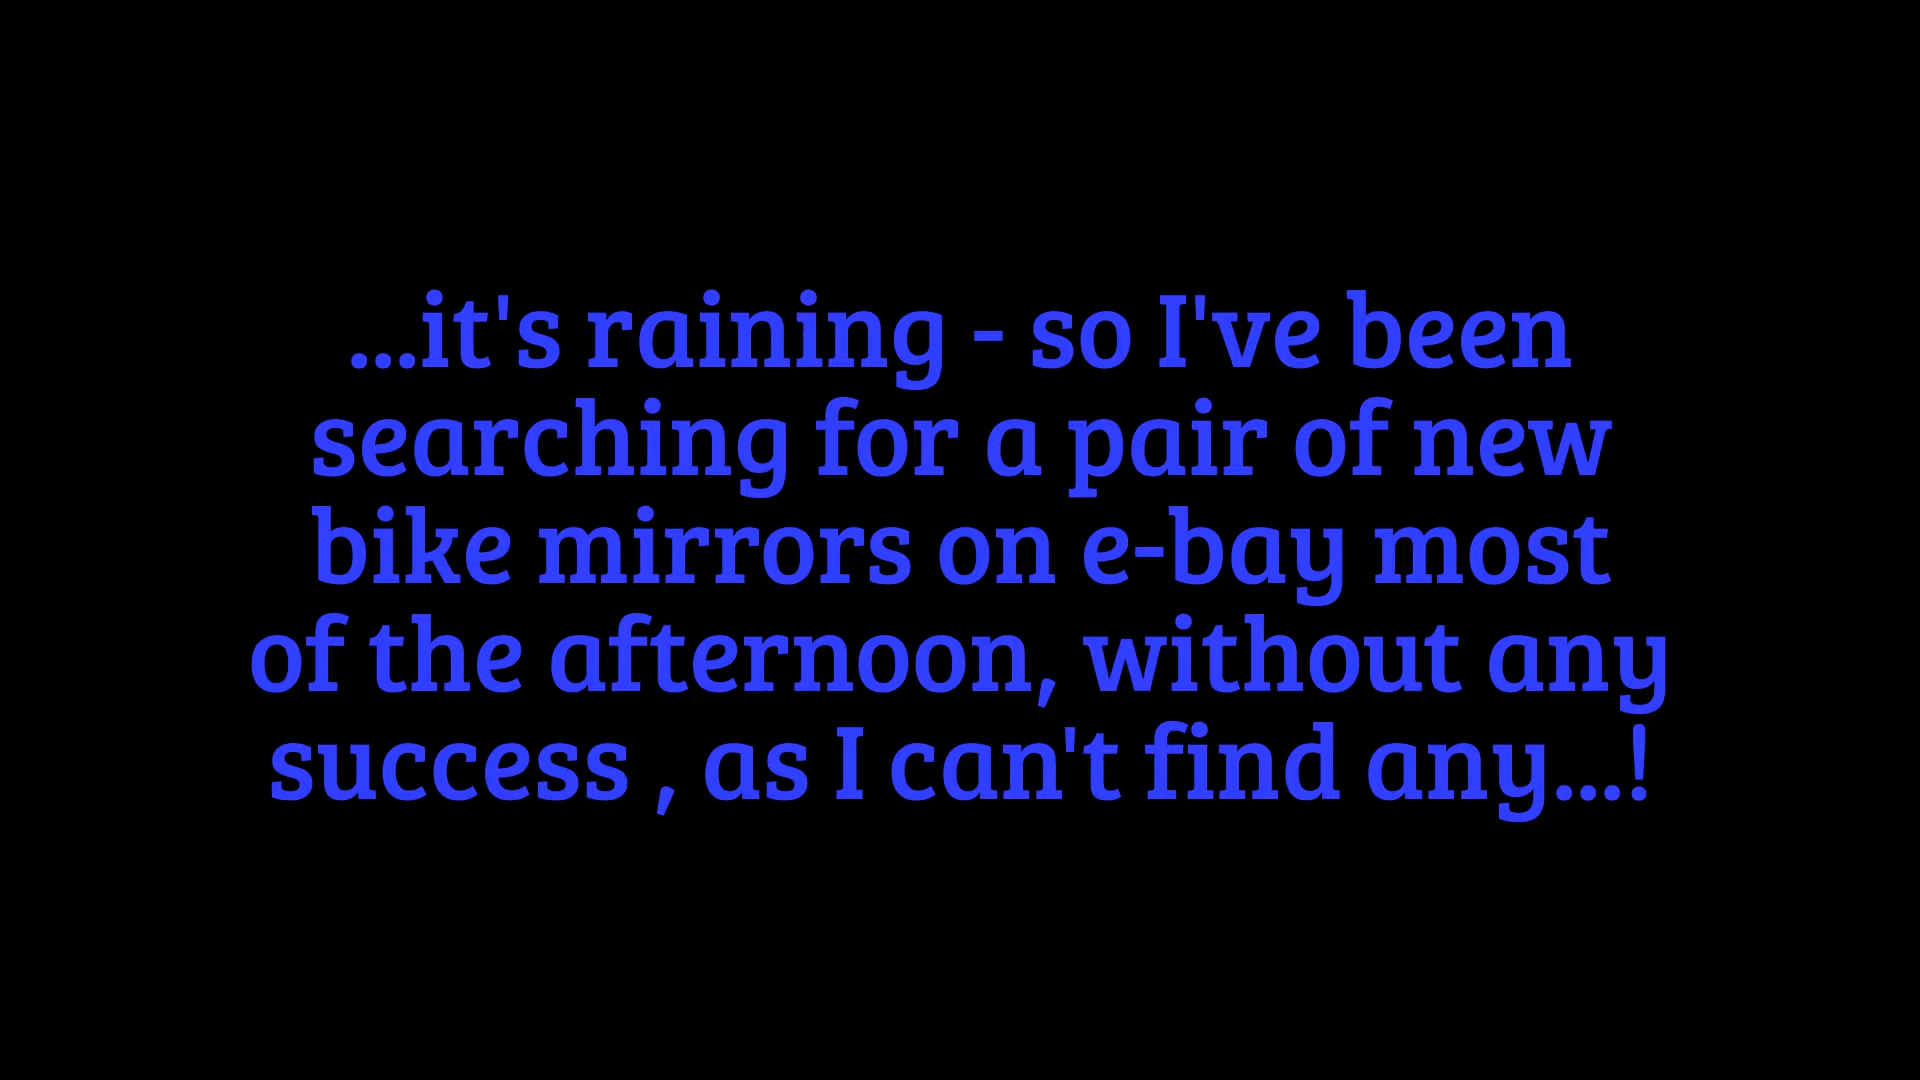 ...it's raining - so I've been
searching for a pair of new
bike mirrors on e-bay most
of the afternoon, without any
success , as I can't find any...!